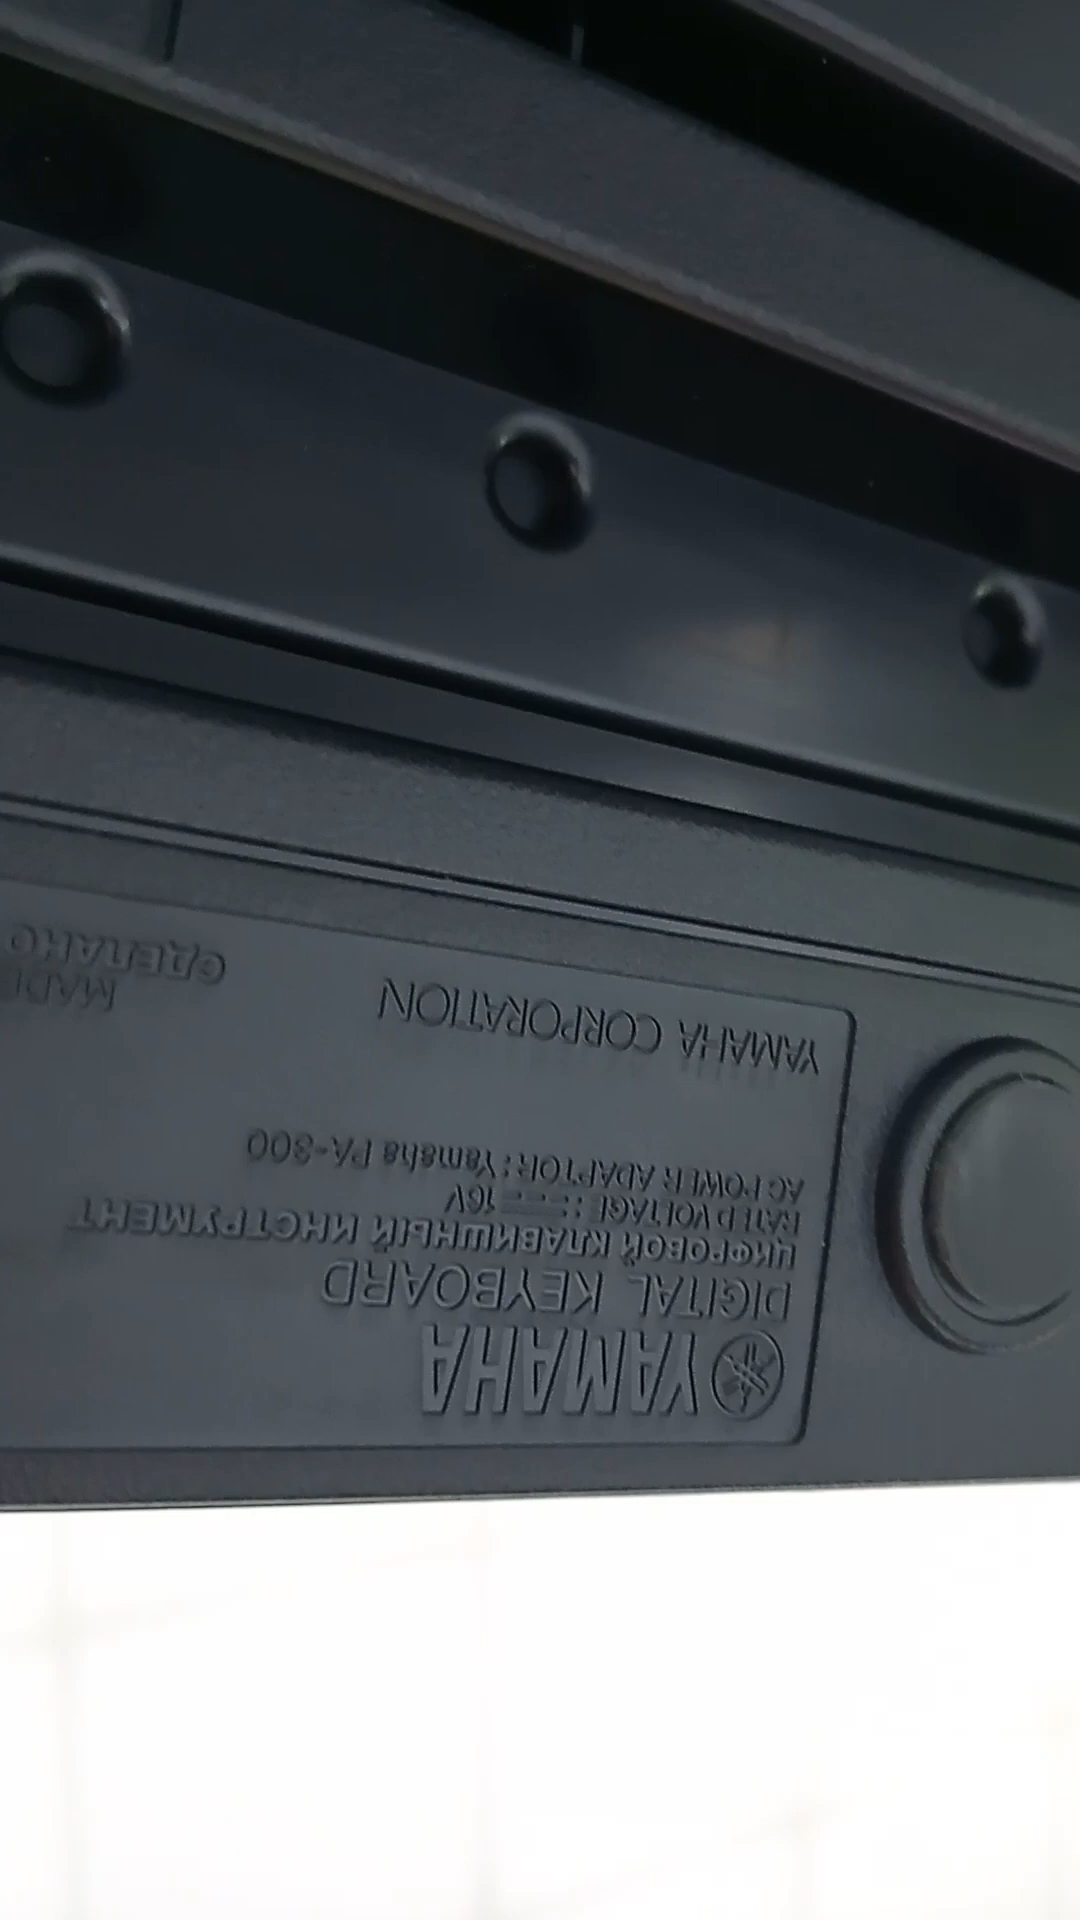 YAMAHA
DIGITAL KEYBOARD
ЦИФРОВОЙ КЛАВИШНЫЙ ИНСТРУМЕНТ
RATED VOLTAGE : 16V
AC POWER ADAPTOR : Yamaha PA-300
YAMAHA CORPORATION
MADE
СДЕЛАНО